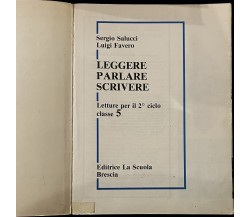 Sergio Salucci
Luigi Favero
LEGGERE
PARLARE
SCRIVERE
Letture per il 2° ciclo
classe 5
Editrice La Scuola
Brescia